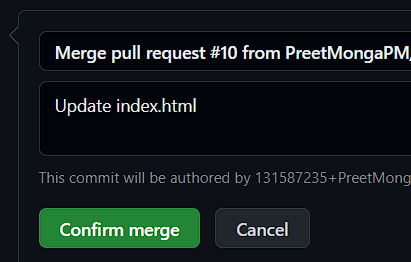 Merge pull request #10 from PreetMongaPM/
Update index.html
This commit will be authored by 131587235+PreetMong
Confirm merge
Cancel